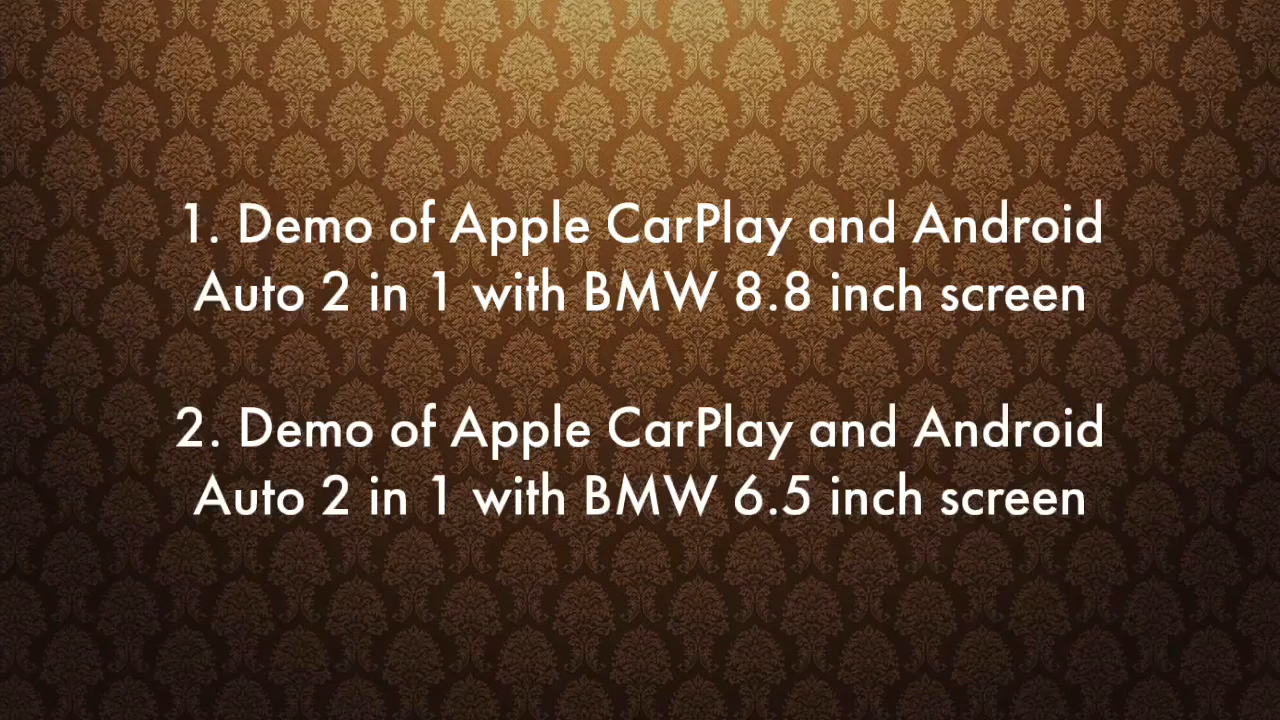 1. Demo of Apple CarPlay and Android
Auto 2 in 1 with BMW 8.8 inch screen
2. Demo of Apple CarPlay and Android
Auto 2 in 1 with BMW 6.5 inch screen